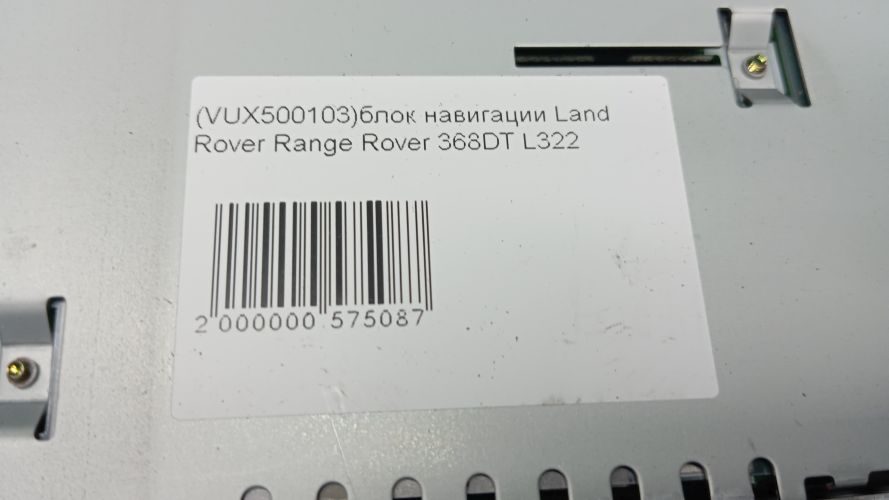 (VUX500103)блок навигации Land
Rover Range Rover 368DT L322
2 000000 575087